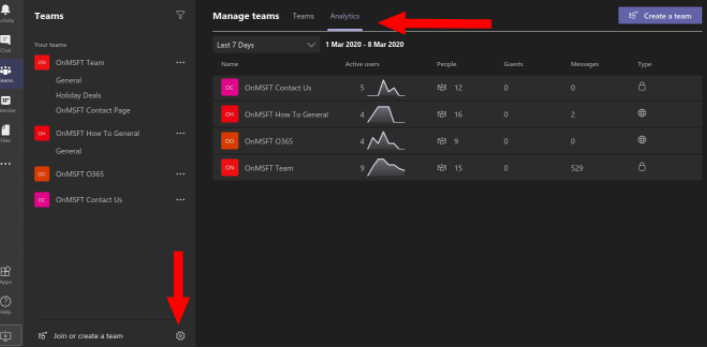 Teams
Manage teams Teams Analytics
Create a team
Your teams
Last 7 Days 1 Mar 2020 - 8 Mar 2020
Chat
ON OnMSFT Team
Name Active users People Guests Messages Type
Teams
General
OC OnMSFT Contact Us 5 12 0 0
Holiday Deals
OnMSFT Contact Page
OH OnMSFT How To General 4 16 0 2
OH OnMSFT How To General
Files
General
OO OnMSFT O365 4 9 0 0
OO OnMSFT O365
ON OnMSFT Team 9 15 0 529
OC OnMSFT Contact Us
Apps
Help
Join or create a team